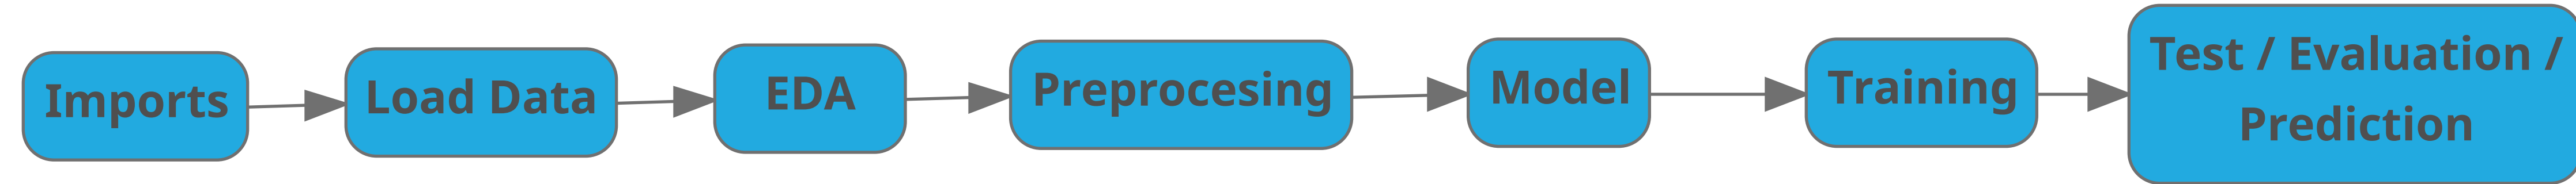 Imports
Load Data
EDA
Preprocesing
Model
Training
Test / Evaluation /
Prediction